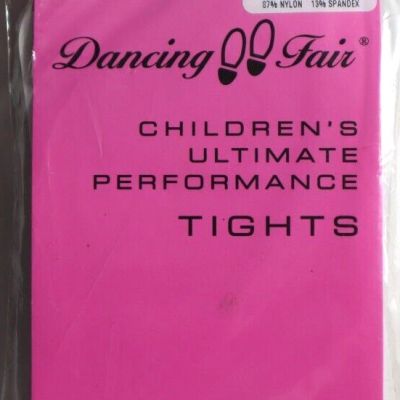 87% NYLON 13% SPANDEX
Dancing Fair®
CHILDREN'S
ULTIMATE
PERFORMANCE
TIGHTS